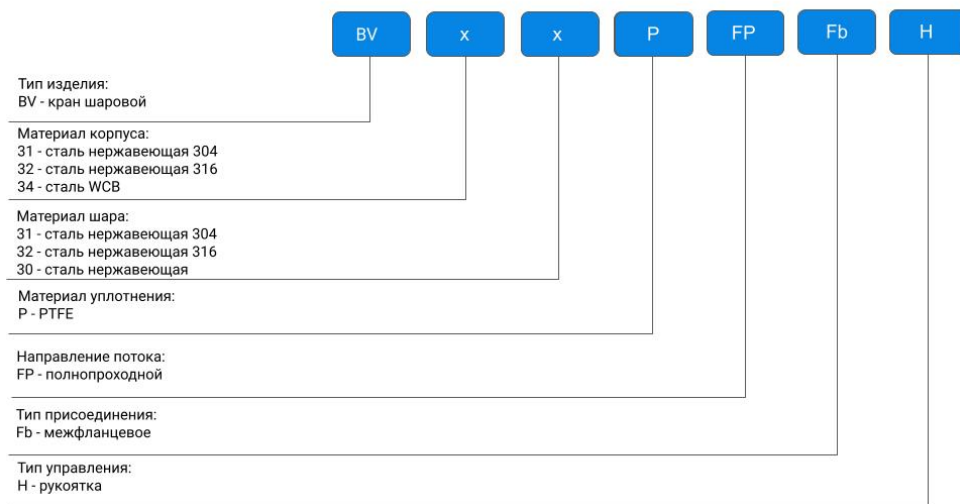 BV x x P FP Fb H
Тип изделия:
BV - кран шаровой
Материал корпуса:
31 - сталь нержавеющая 304
32 - сталь нержавеющая 316
34 - сталь WCB
Материал шара:
31 - сталь нержавеющая 304
32 - сталь нержавеющая 316
30 - сталь нержавеющая
Материал уплотнения:
P - PTFE
Направление потока:
FP - полнопроходной
Тип присоединения:
Fb - межфланцевое
Тип управления:
H - рукоятка